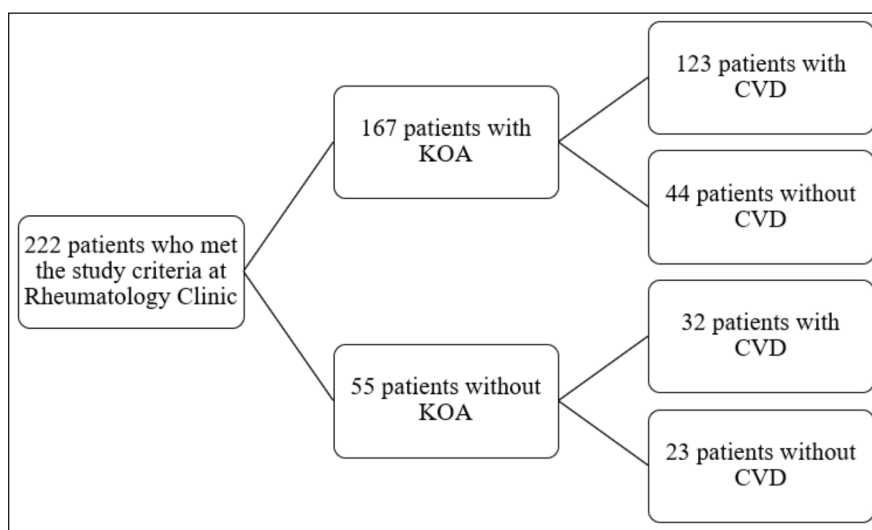 222 patients who met
the study criteria at
Rheumatology Clinic
167 patients with
KOA
123 patients with
CVD
44 patients without
CVD
55 patients without
KOA
32 patients with
CVD
23 patients without
CVD